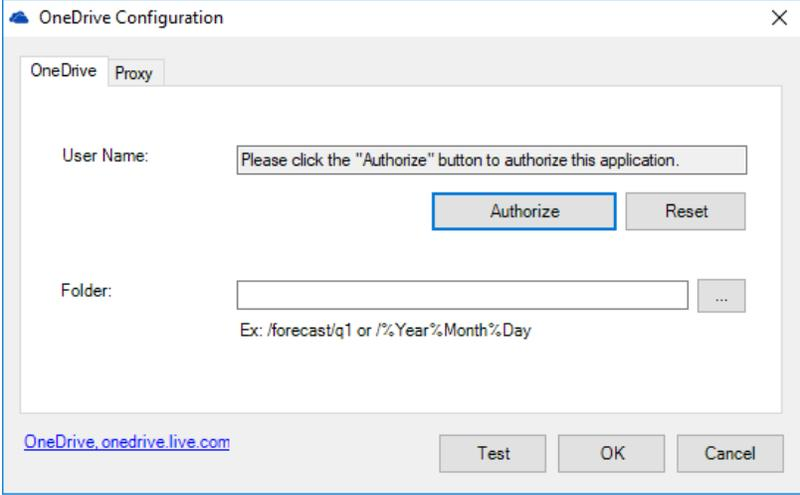 OneDrive Configuration
OneDrive Proxy
User Name: Please click the "Authorize" button to authorize this application.
Authorize Reset
Folder: ...
Ex: /forecast/q1 or /%Year%Month%Day
OneDrive, onedrive.live.com
Test OK Cancel